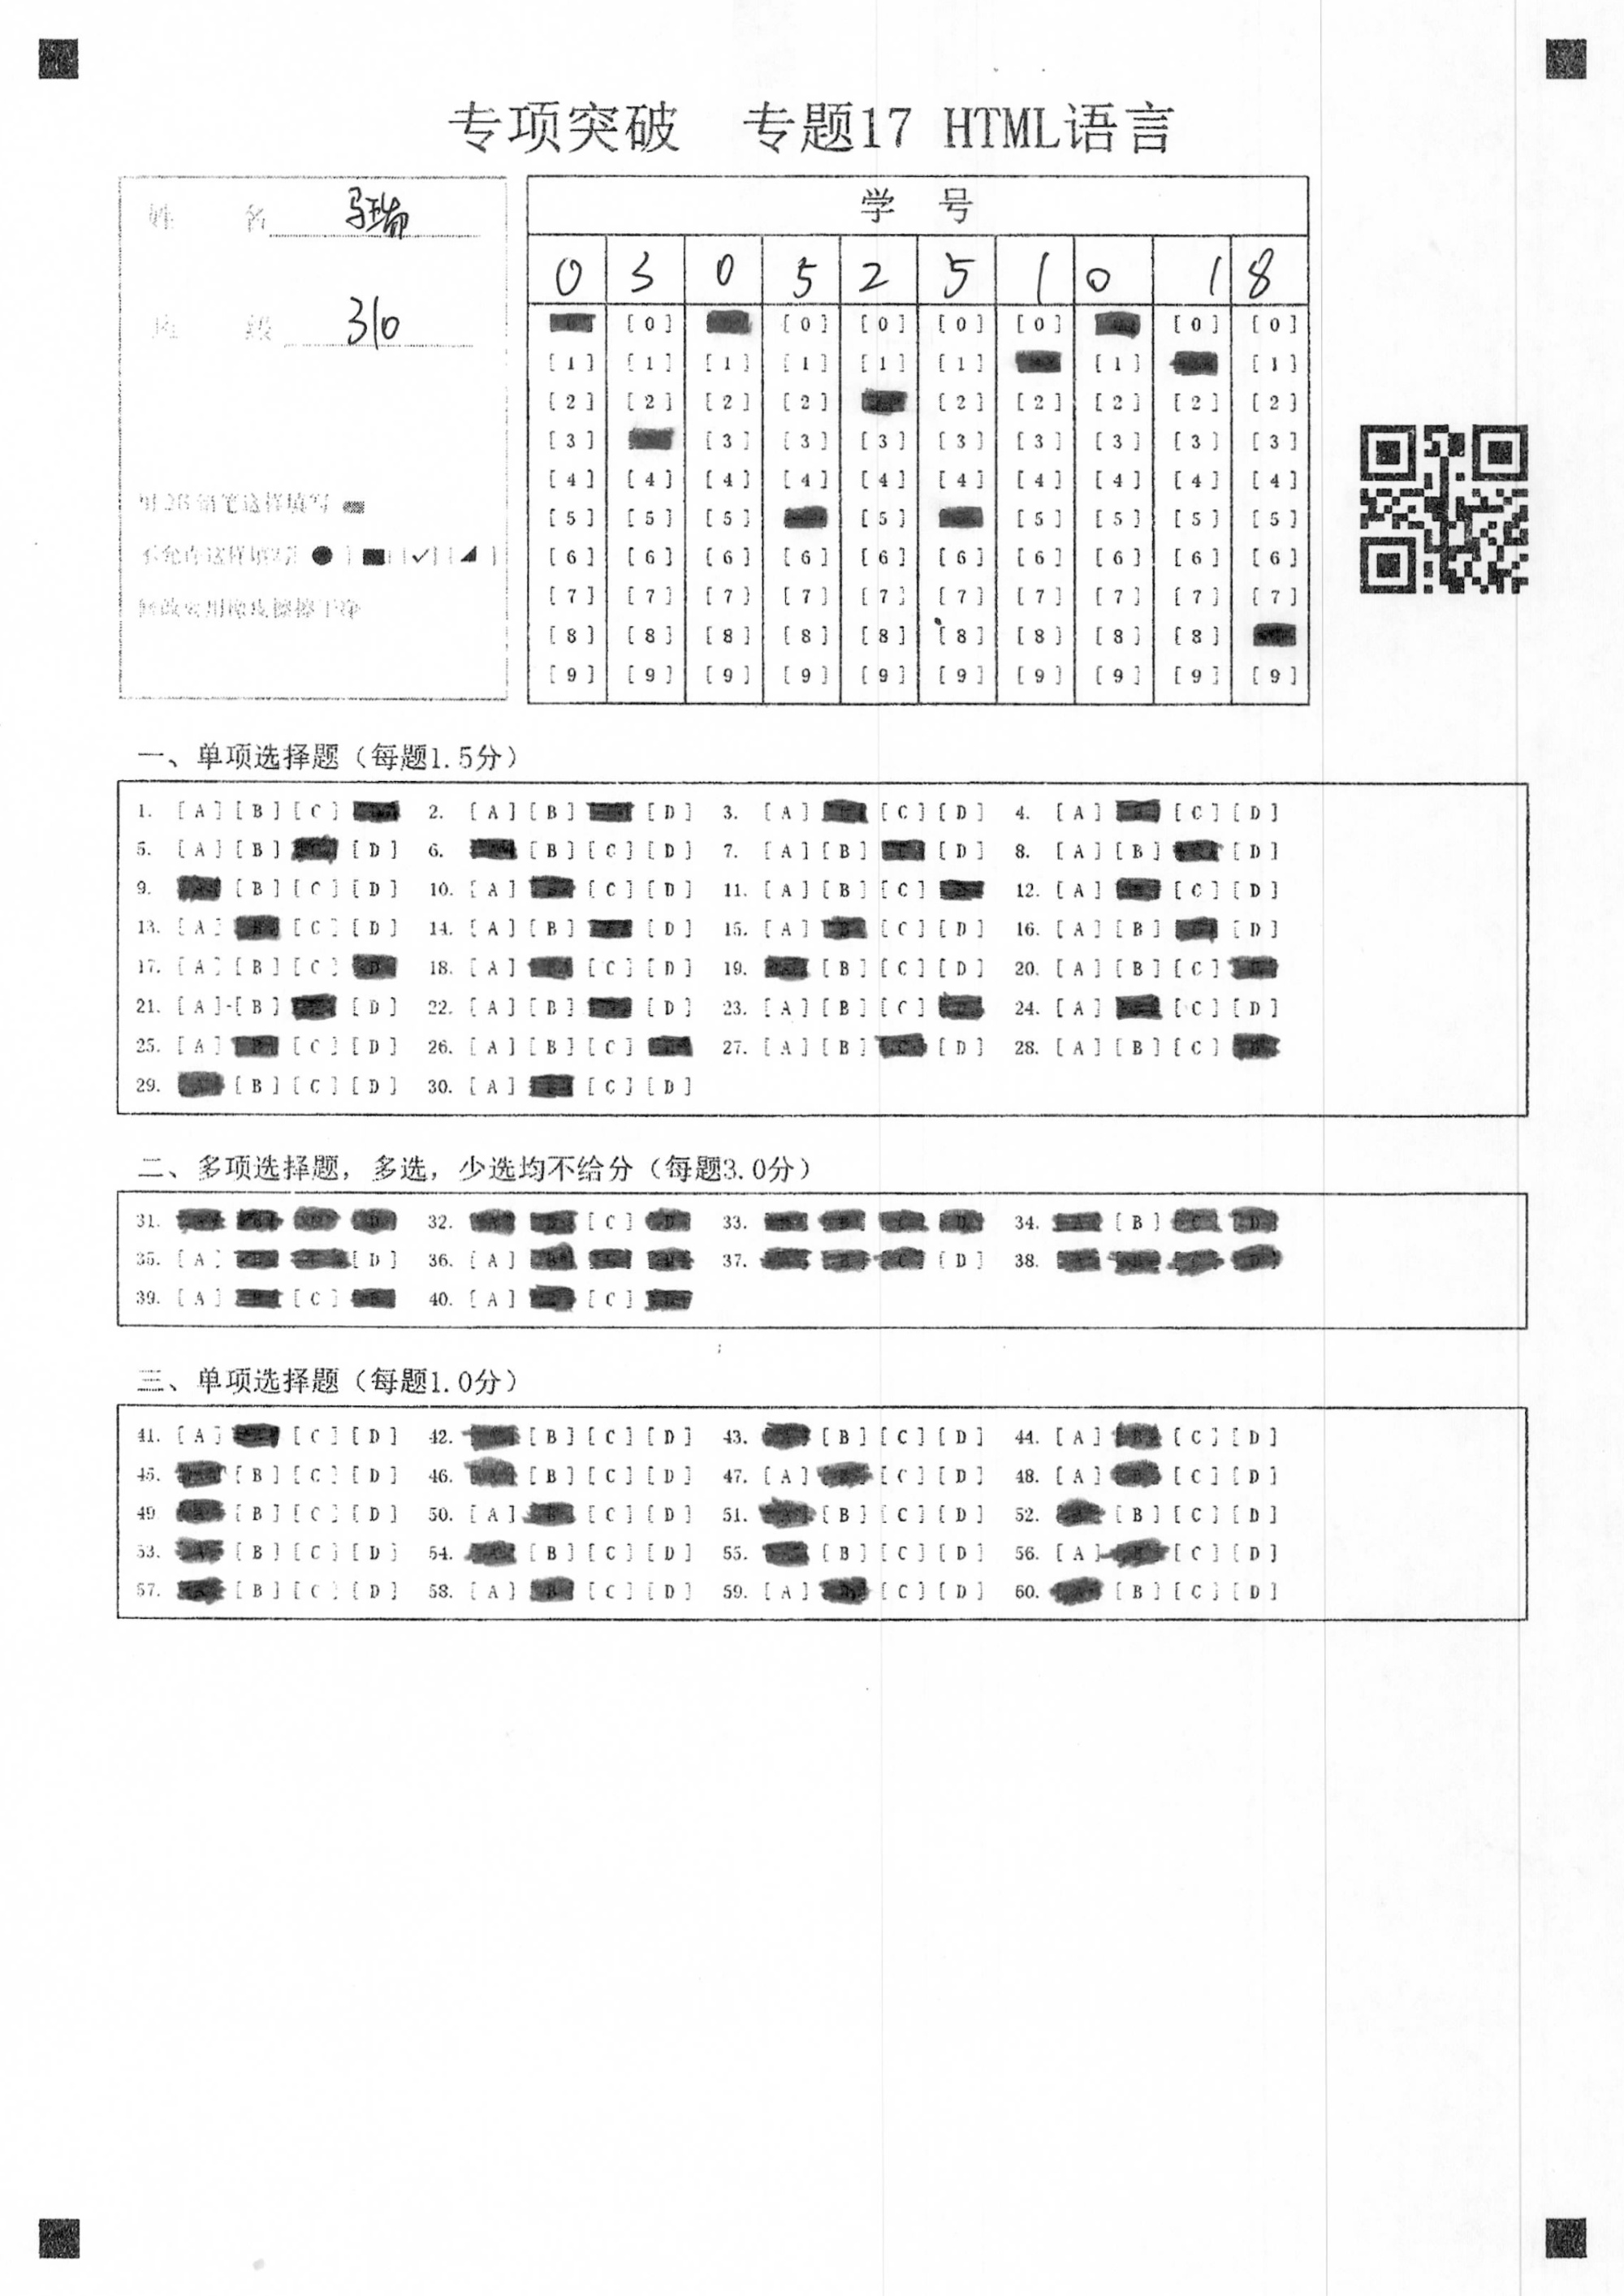 专项突破 专题17 HTML语言
姓 名 马瑞
班 级 310
用2B铅笔这样填写
不允许这样填写[●][■][✓][◢]
修改要用橡皮擦擦干净
学 号
0 3 0 5 2 5 1 0 1 8
[0] [0] [0] [0] [0] [0] [0]
[1] [1] [1] [1] [1] [1] [1] [1]
[2] [2] [2] [2] [2] [2] [2] [2] [2]
[3] [3] [3] [3] [3] [3] [3] [3] [3]
[4] [4] [4] [4] [4] [4] [4] [4] [4] [4]
[5] [5] [5] [5] [5] [5] [5] [5]
[6] [6] [6] [6] [6] [6] [6] [6] [6] [6]
[7] [7] [7] [7] [7] [7] [7] [7] [7] [7]
[8] [8] [8] [8] [8] [8] [8] [8] [8]
[9] [9] [9] [9] [9] [9] [9] [9] [9] [9]
一、单项选择题（每题1.5分）
1. [A] [B] [C] 2. [A] [B] [D] 3. [A] [C] [D] 4. [A] [C] [D]
5. [A] [B] [D] 6. [B] [C] [D] 7. [A] [B] [D] 8. [A] [B] [D]
9. [B] [C] [D] 10. [A] [C] [D] 11. [A] [B] [C] 12. [A] [C] [D]
13. [A] [C] [D] 14. [A] [B] [D] 15. [A] [C] [D] 16. [A] [B] [D]
17. [A] [B] [C] 18. [A] [C] [D] 19. [B] [C] [D] 20. [A] [B] [C]
21. [A] [B] [D] 22. [A] [B] [D] 23. [A] [B] [C] 24. [A] [C] [D]
25. [A] [C] [D] 26. [A] [B] [C] 27. [A] [B] [D] 28. [A] [B] [C]
29. [B] [C] [D] 30. [A] [C] [D]
二、多项选择题，多选，少选均不给分（每题3.0分）
31. 32. [C] 33. 34. [B]
35. [A] [D] 36. [A] 37. [D] 38.
39. [A] [C] 40. [A] [C]
三、单项选择题（每题1.0分）
41. [A] [C] [D] 42. [B] [C] [D] 43. [B] [C] [D] 44. [A] [C] [D]
45. [B] [C] [D] 46. [B] [C] [D] 47. [A] [C] [D] 48. [A] [C] [D]
49. [B] [C] [D] 50. [A] [C] [D] 51. [B] [C] [D] 52. [B] [C] [D]
53. [B] [C] [D] 54. [B] [C] [D] 55. [B] [C] [D] 56. [A] [C] [D]
57. [B] [C] [D] 58. [A] [C] [D] 59. [A] [C] [D] 60. [B] [C] [D]